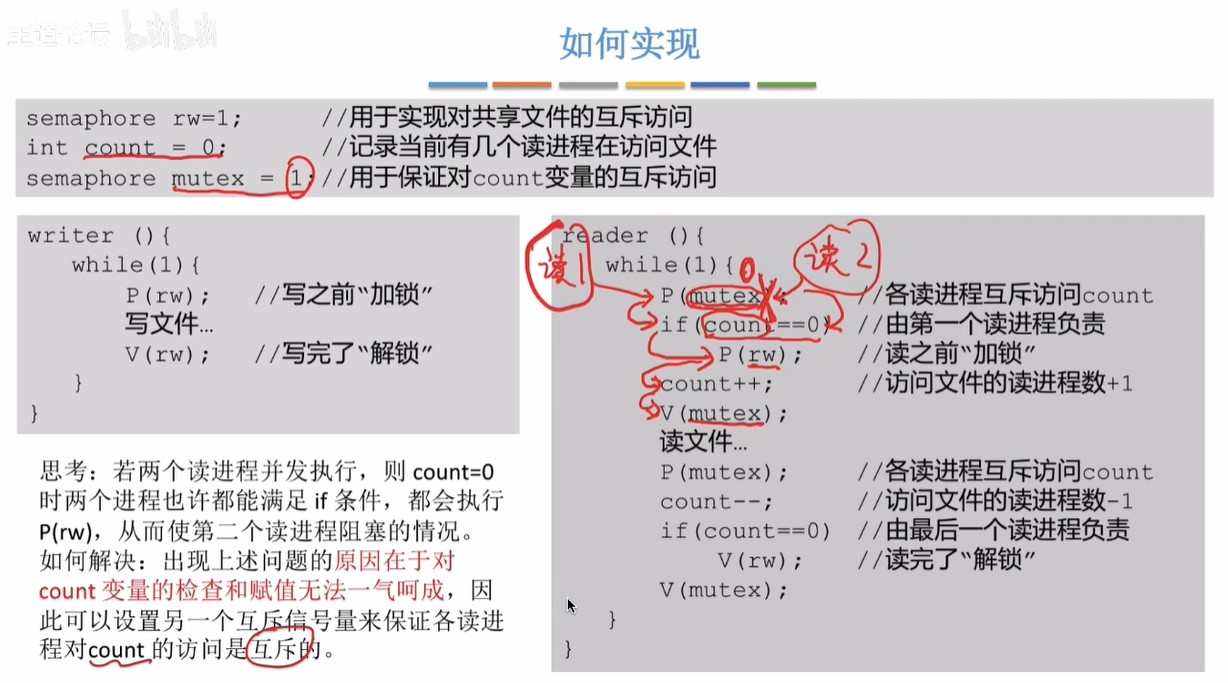 王道论坛 bilibili
如何实现
semaphore rw=1; //用于实现对共享文件的互斥访问
int count = 0; //记录当前有几个读进程在访问文件
semaphore mutex = 1; //用于保证对count变量的互斥访问
writer (){
while(1){
P(rw); //写之前“加锁”
写文件…
V(rw); //写完了“解锁”
}
}
思考：若两个读进程并发执行，则 count=0
时两个进程也许都能满足 if 条件，都会执行
P(rw)，从而使第二个读进程阻塞的情况。
如何解决：出现上述问题的原因在于对
count 变量的检查和赋值无法一气呵成，因
此可以设置另一个互斥信号量来保证各读进
程对count 的访问是互斥的。
reader (){
读1
while(1){
0
读2
P(mutex); //各读进程互斥访问count
if(count==0) //由第一个读进程负责
P(rw); //读之前“加锁”
count++; //访问文件的读进程数+1
V(mutex);
读文件…
P(mutex); //各读进程互斥访问count
count--; //访问文件的读进程数-1
if(count==0) //由最后一个读进程负责
V(rw); //读完了“解锁”
V(mutex);
}
}